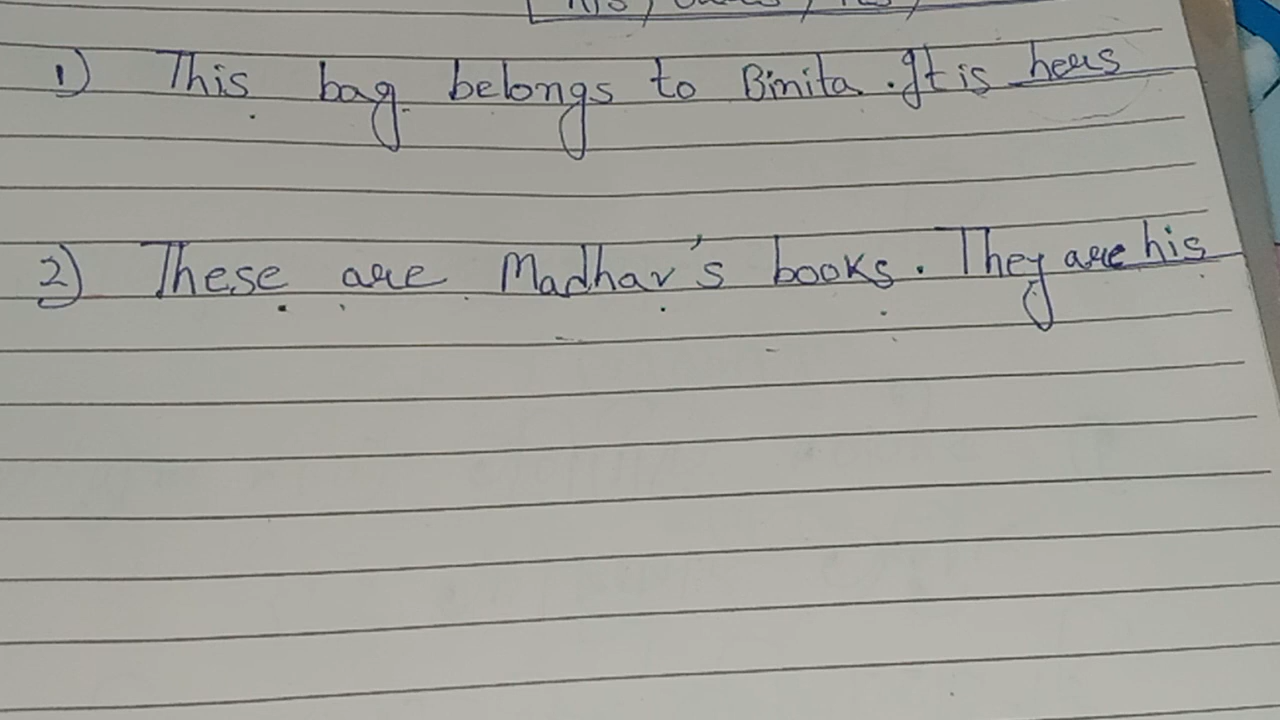 1) This bag belongs to Binita. It is hers
2) These are Madhav's books. They are his